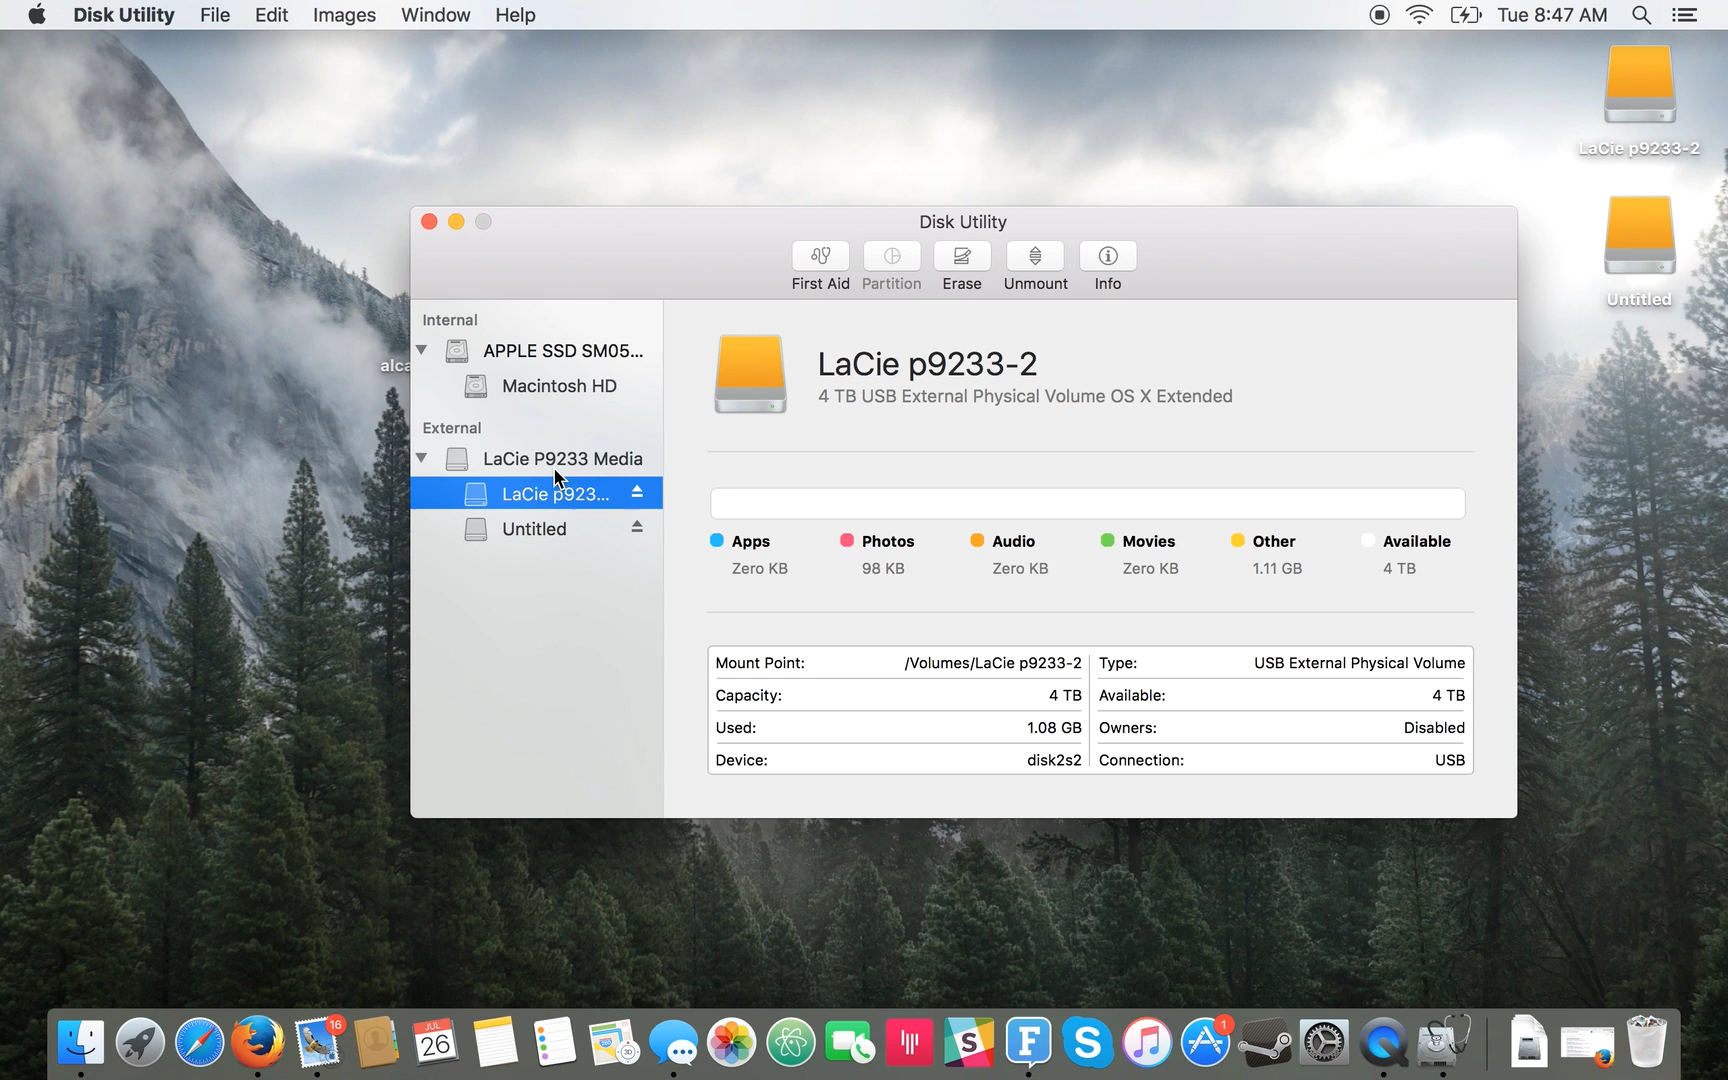 Disk Utility File Edit Images Window Help Tue 8:47 AM
LaCie p9233-2
Untitled
alca
Disk Utility
First Aid Partition Erase Unmount Info
Internal
APPLE SSD SM05...
Macintosh HD
External
LaCie P9233 Media
LaCie p923...
Untitled
LaCie p9233-2
4 TB USB External Physical Volume OS X Extended
Apps Photos Audio Movies Other Available
Zero KB 98 KB Zero KB Zero KB 1.11 GB 4 TB
Mount Point: /Volumes/LaCie p9233-2 Type: USB External Physical Volume
Capacity: 4 TB Available: 4 TB
Used: 1.08 GB Owners: Disabled
Device: disk2s2 Connection: USB
16
JUL
26
3D
S
F
S
1